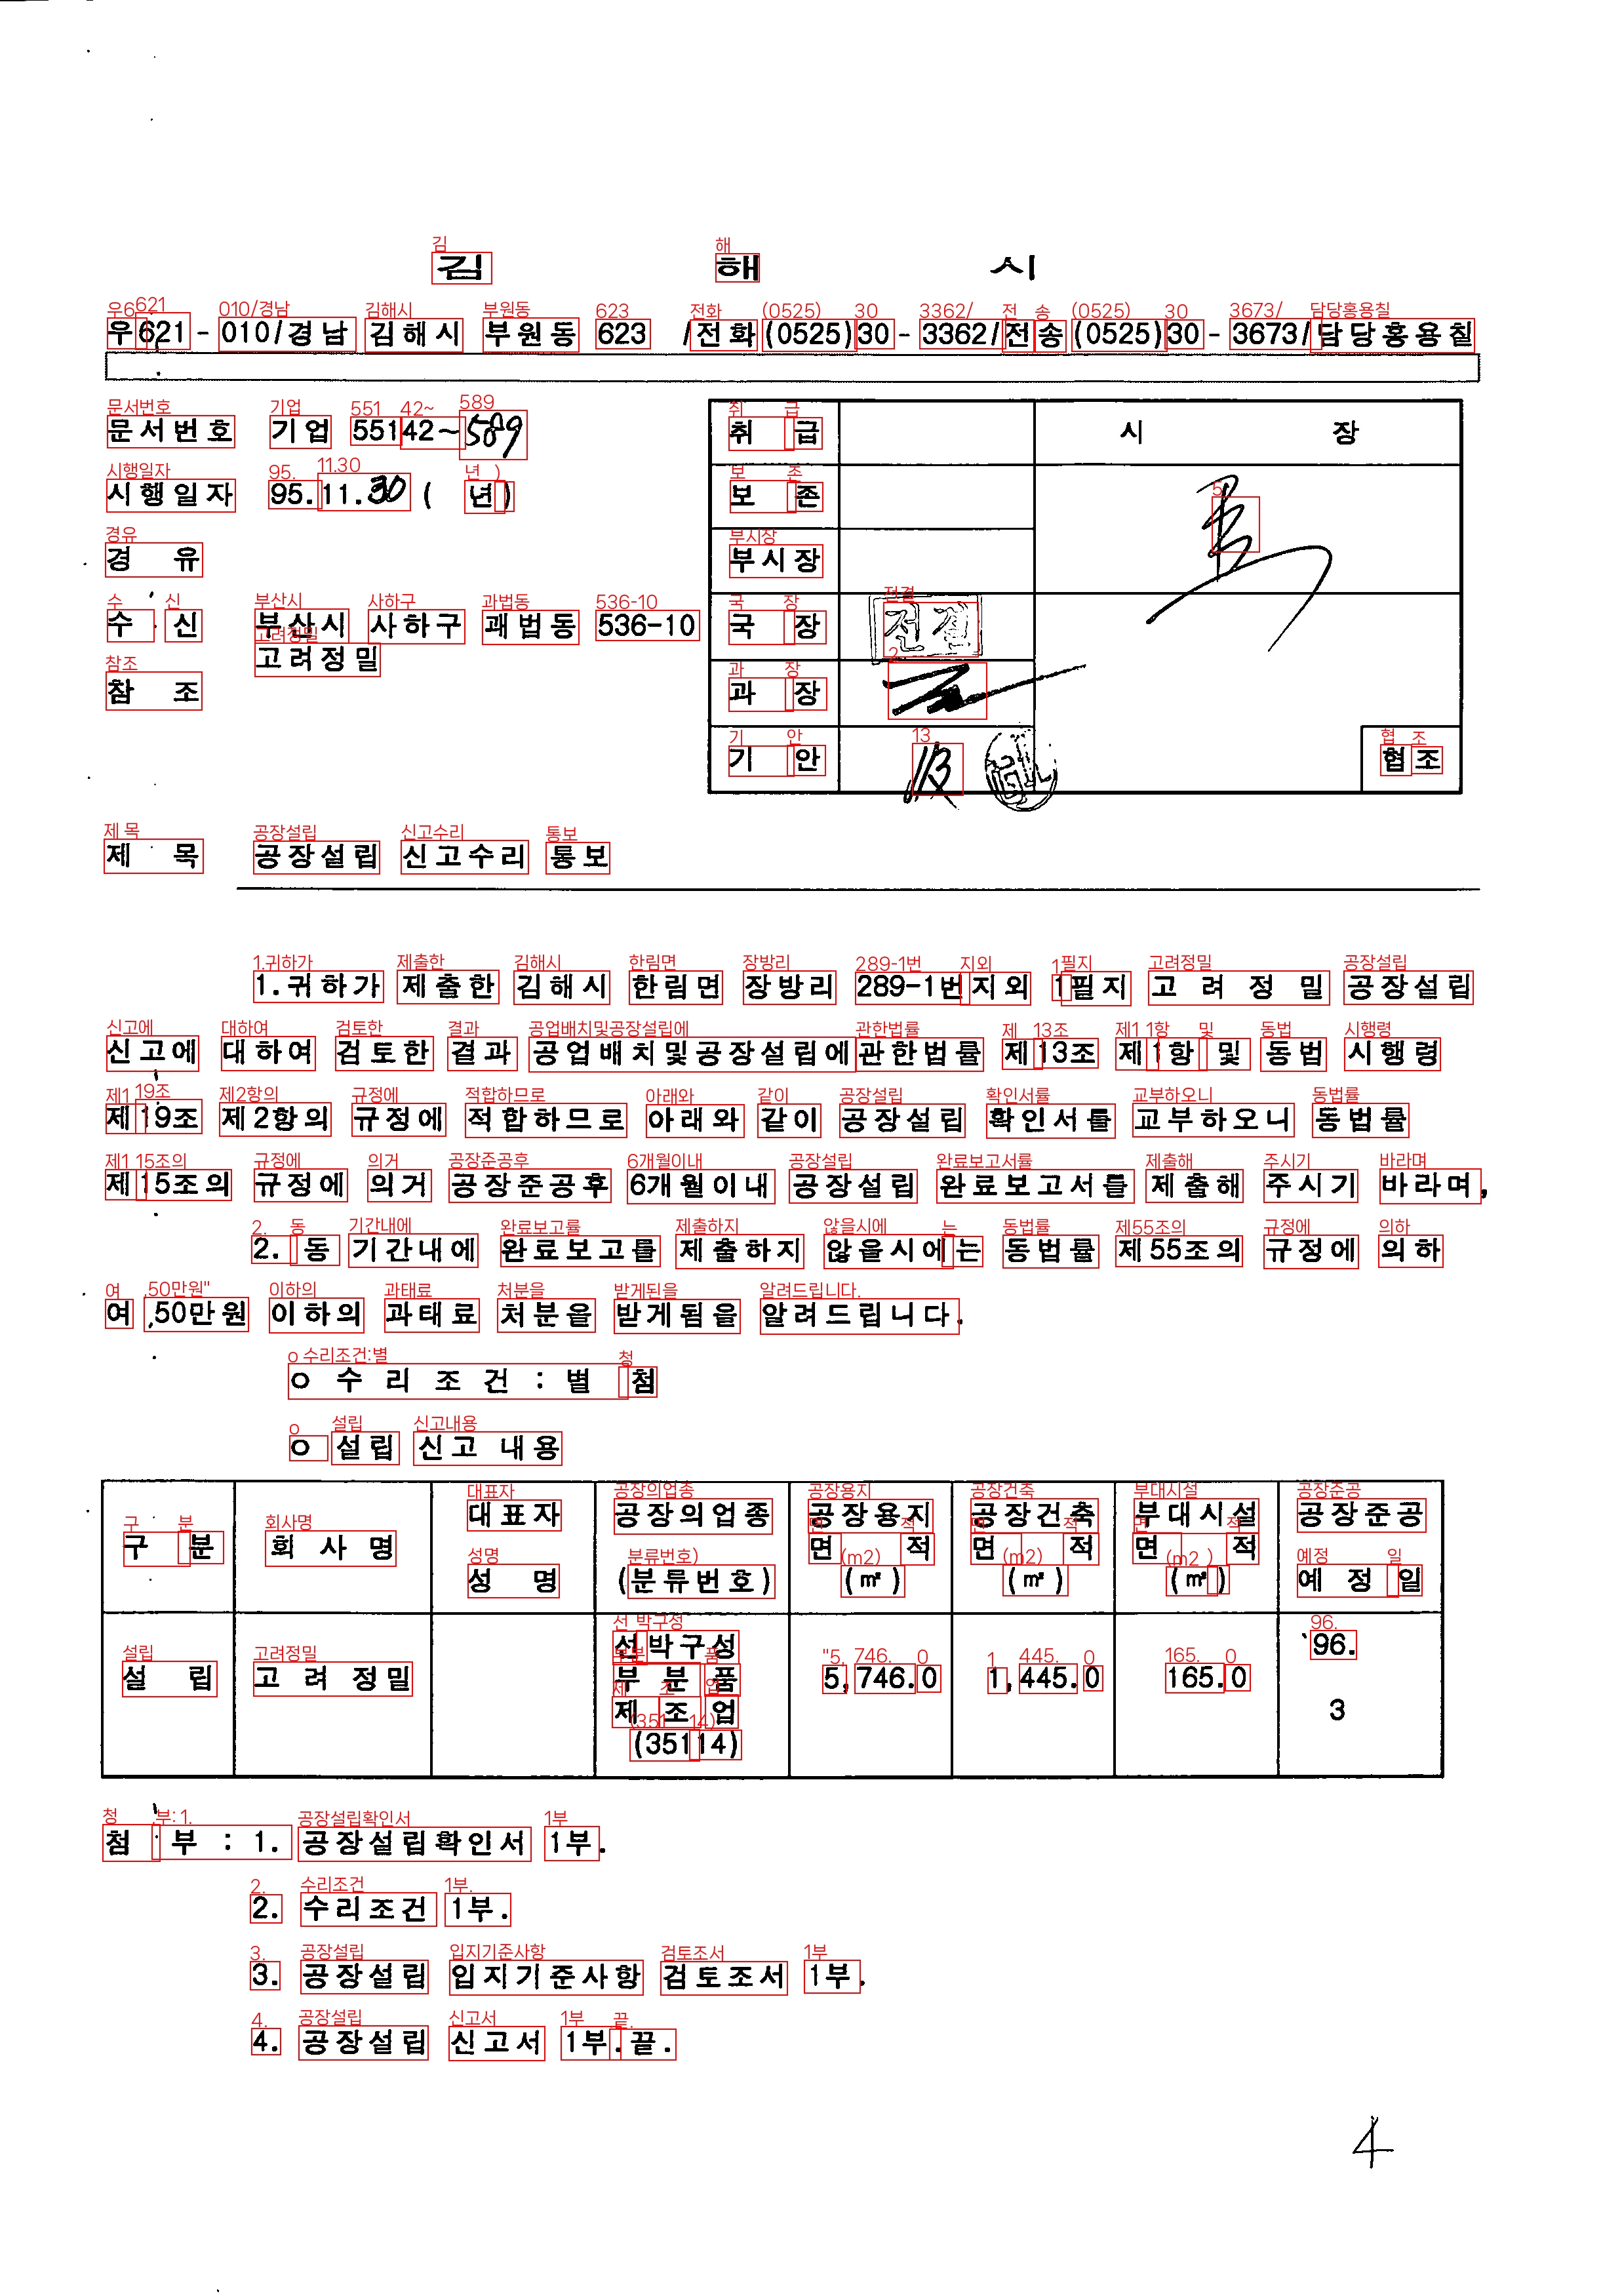 김 해 시
우621-010/경남 김해시 부원동 623 /전화(0525)30-3362/전송(0525)30-3673/담당홍용칠
문서번호 기업 55142~589
시행일자 95.11.30 ( 년)
경 유
수 신 부산시 사하구 괘법동 536-10
고려정밀
참 조
취 급 시 장
보 존
부시장
국 장 전결
과 장
기 안
협조
제 목 공장설립 신고수리 통보
1.귀하가 제출한 김해시 한림면 장방리 289-1번지외 1필지 고 려 정 밀 공장설립
신고에 대하여 검토한 결과 공업배치및공장설립에관한법률 제13조 제1항 및 동법 시행령
제19조 제2항의 규정에 적합하므로 아래와 같이 공장설립 확인서를 교부하오니 동법률
제15조의 규정에 의거 공장준공후 6개월이내 공장설립 완료보고서를 제출해 주시기 바라며,
2. 동 기간내에 완료보고를 제출하지 않을시에는 동법률 제55조의 규정에 의하
여 ,50만원 이하의 과태료 처분을 받게됨을 알려드립니다.
o 수 리 조 건 : 별 첨
o 설립 신고 내용
구 분 회 사 명 대표자 성 명 공장의업종 (분류번호) 공장용지 면 적 (㎡) 공장건축 면 적 (㎡) 부대시설 면 적 (㎡) 공장준공 예 정 일
설 립 고 려 정밀 선박구성 부 분 품 제 조 업 (35114) 5,746.0 1,445.0 165.0 '96. 3
첨 부 : 1. 공장설립확인서 1부.
2. 수리조건 1부.
3. 공장설립 입지기준사항 검토조서 1부.
4. 공장설립 신고서 1부.끝.
4